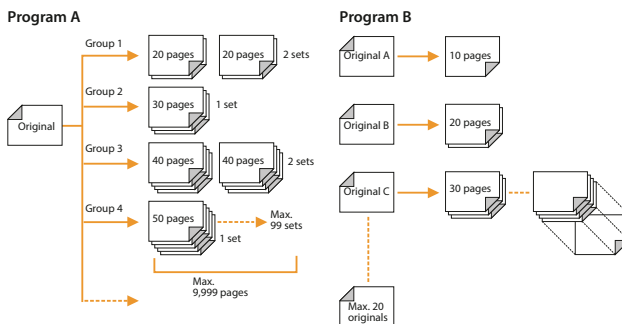 Program A
Group 1
20 pages
20 pages
2 sets
Group 2
30 pages
1 set
Original
Group 3
40 pages
40 pages
2 sets
Group 4
50 pages
1 set
Max.
99 sets
Max.
9,999 pages
Program B
Original A
10 pages
Original B
20 pages
Original C
30 pages
Max. 20
originals